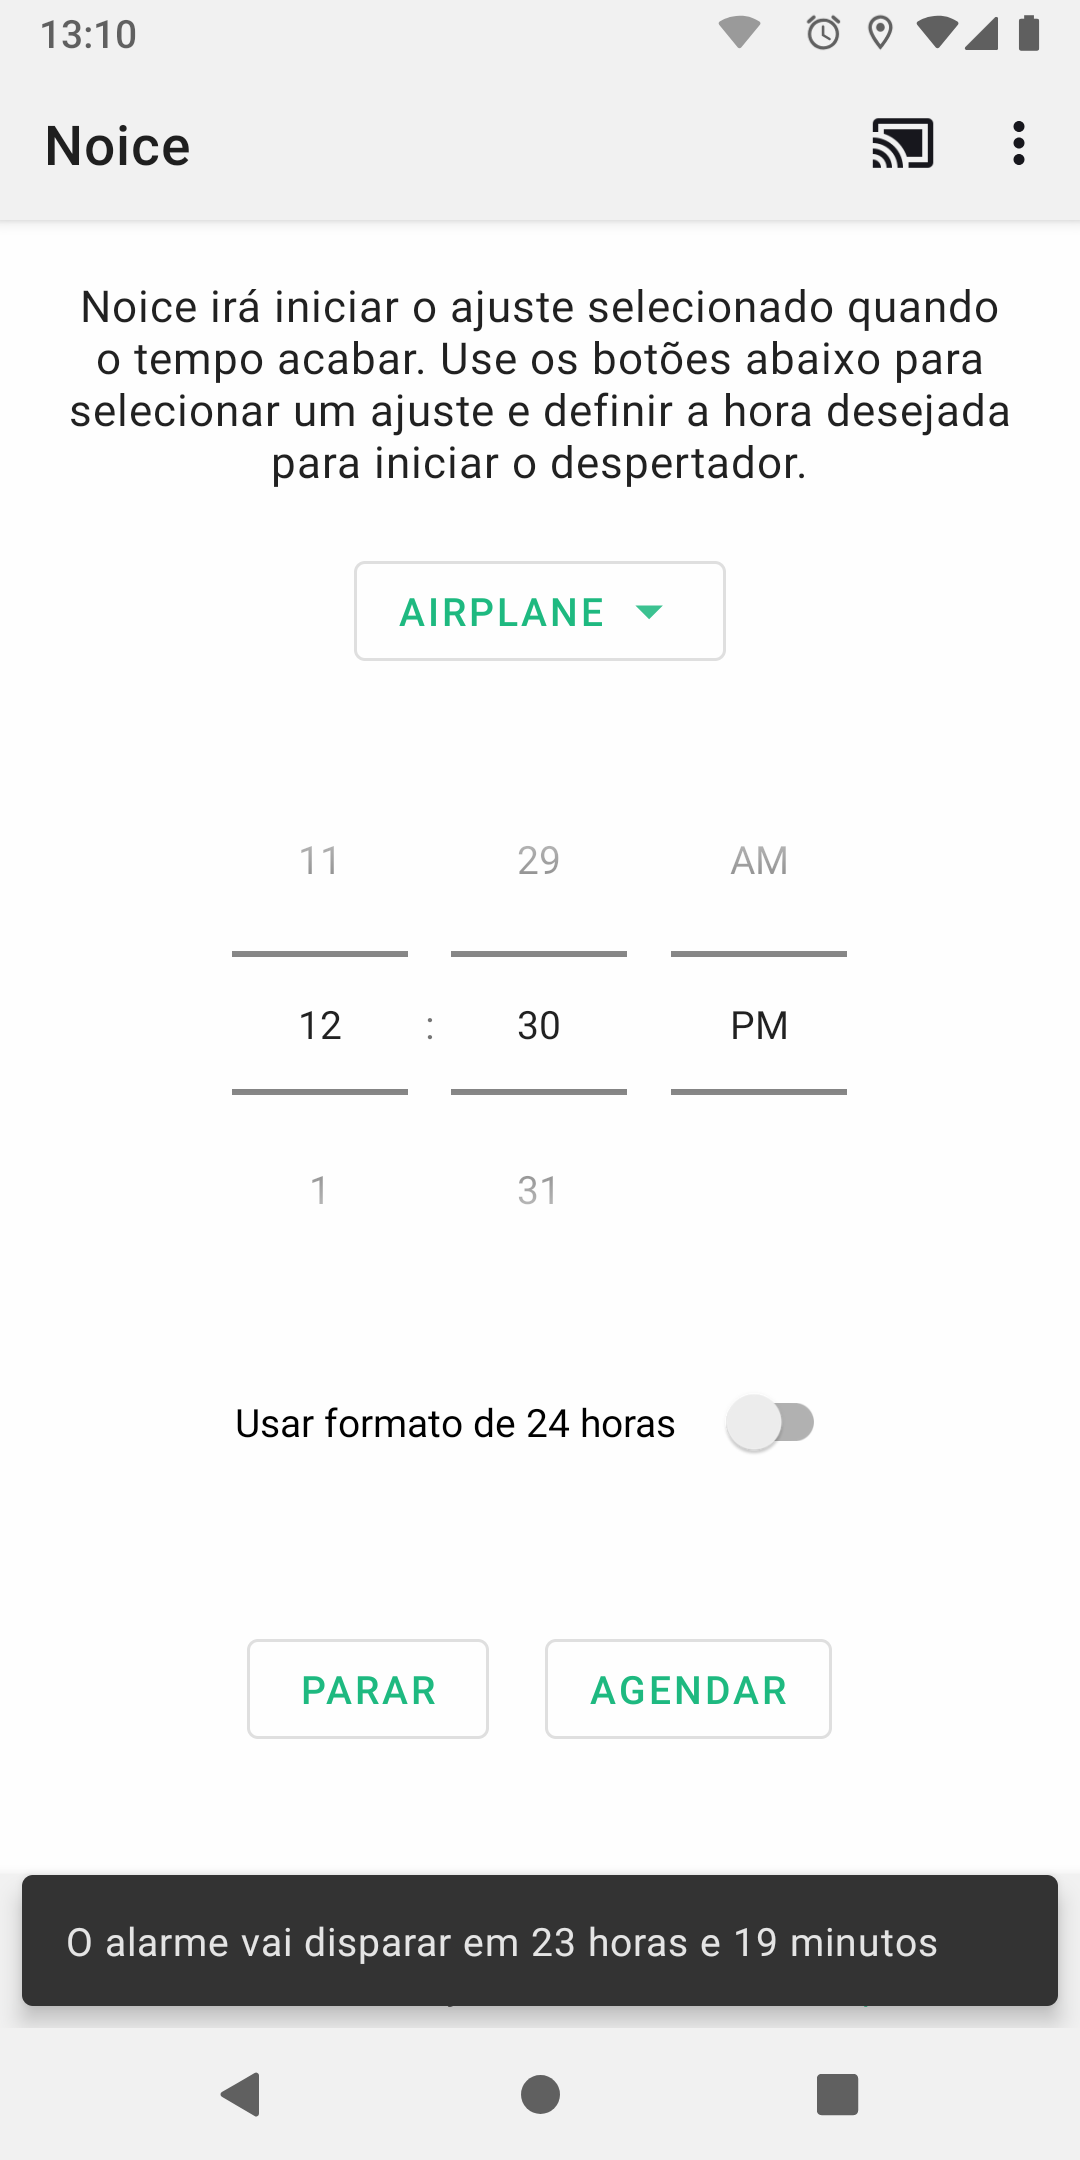 13:10
Noice
Noice irá iniciar o ajuste selecionado quando
o tempo acabar. Use os botões abaixo para
selecionar um ajuste e definir a hora desejada
para iniciar o despertador.
AIRPLANE
11 29 AM
12 : 30 PM
1 31
Usar formato de 24 horas
PARAR AGENDAR
O alarme vai disparar em 23 horas e 19 minutos